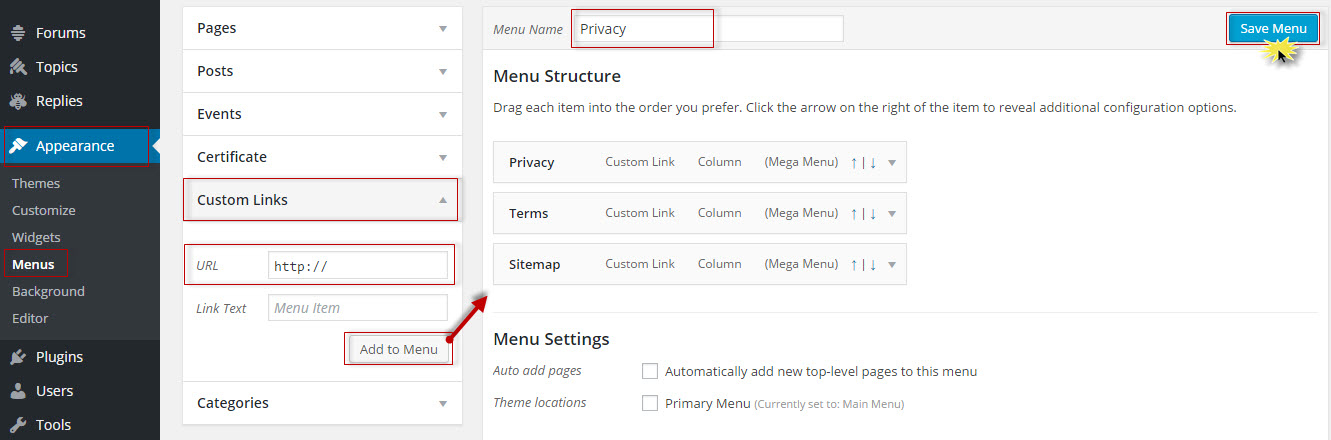 Forums
Topics
Replies
Appearance
Themes
Customize
Widgets
Menus
Background
Editor
Plugins
Users
Tools
Pages
Posts
Events
Certificate
Custom Links
URL http://
Link Text Menu Item
Add to Menu
Categories
Menu Name Privacy Save Menu
Menu Structure
Drag each item into the order you prefer. Click the arrow on the right of the item to reveal additional configuration options.
Privacy Custom Link Column (Mega Menu) ↑ | ↓
Terms Custom Link Column (Mega Menu) ↑ | ↓
Sitemap Custom Link Column (Mega Menu) ↑ | ↓
Menu Settings
Auto add pages Automatically add new top-level pages to this menu
Theme locations Primary Menu (Currently set to: Main Menu)